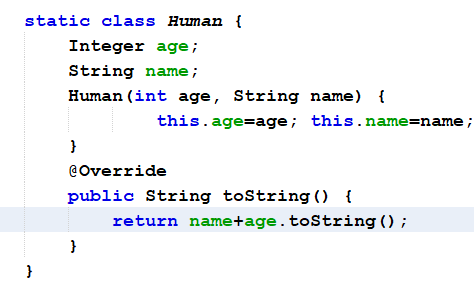 static class Human {
    Integer age;
    String name;
    Human(int age, String name) {
            this.age=age; this.name=name;
    }
    @Override
    public String toString() {
        return name+age.toString();
    }
}